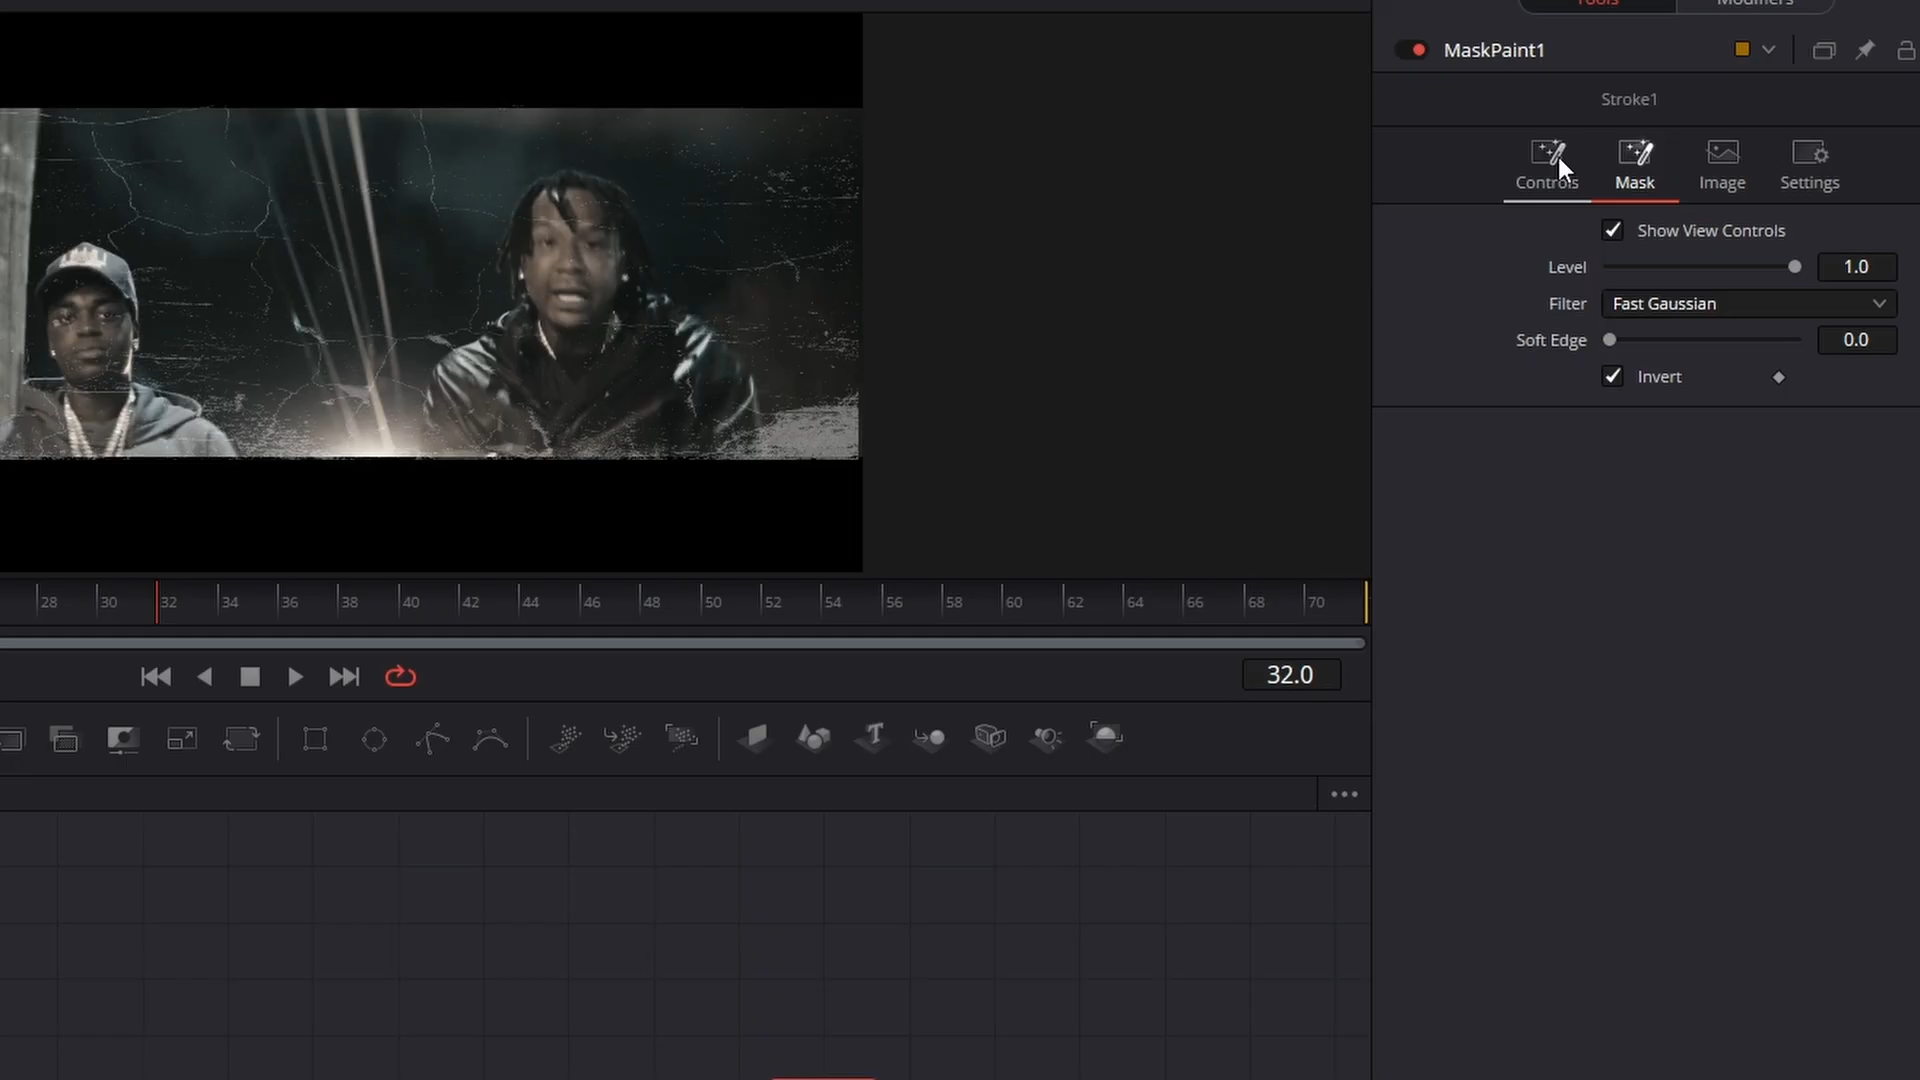 Tools Modifiers
MaskPaint1
Stroke1
Controls Mask Image Settings
Show View Controls
Level 1.0
Filter Fast Gaussian
Soft Edge 0.0
Invert
28 30 32 34 36 38 40 42 44 46 48 50 52 54 56 58 60 62 64 66 68 70
32.0